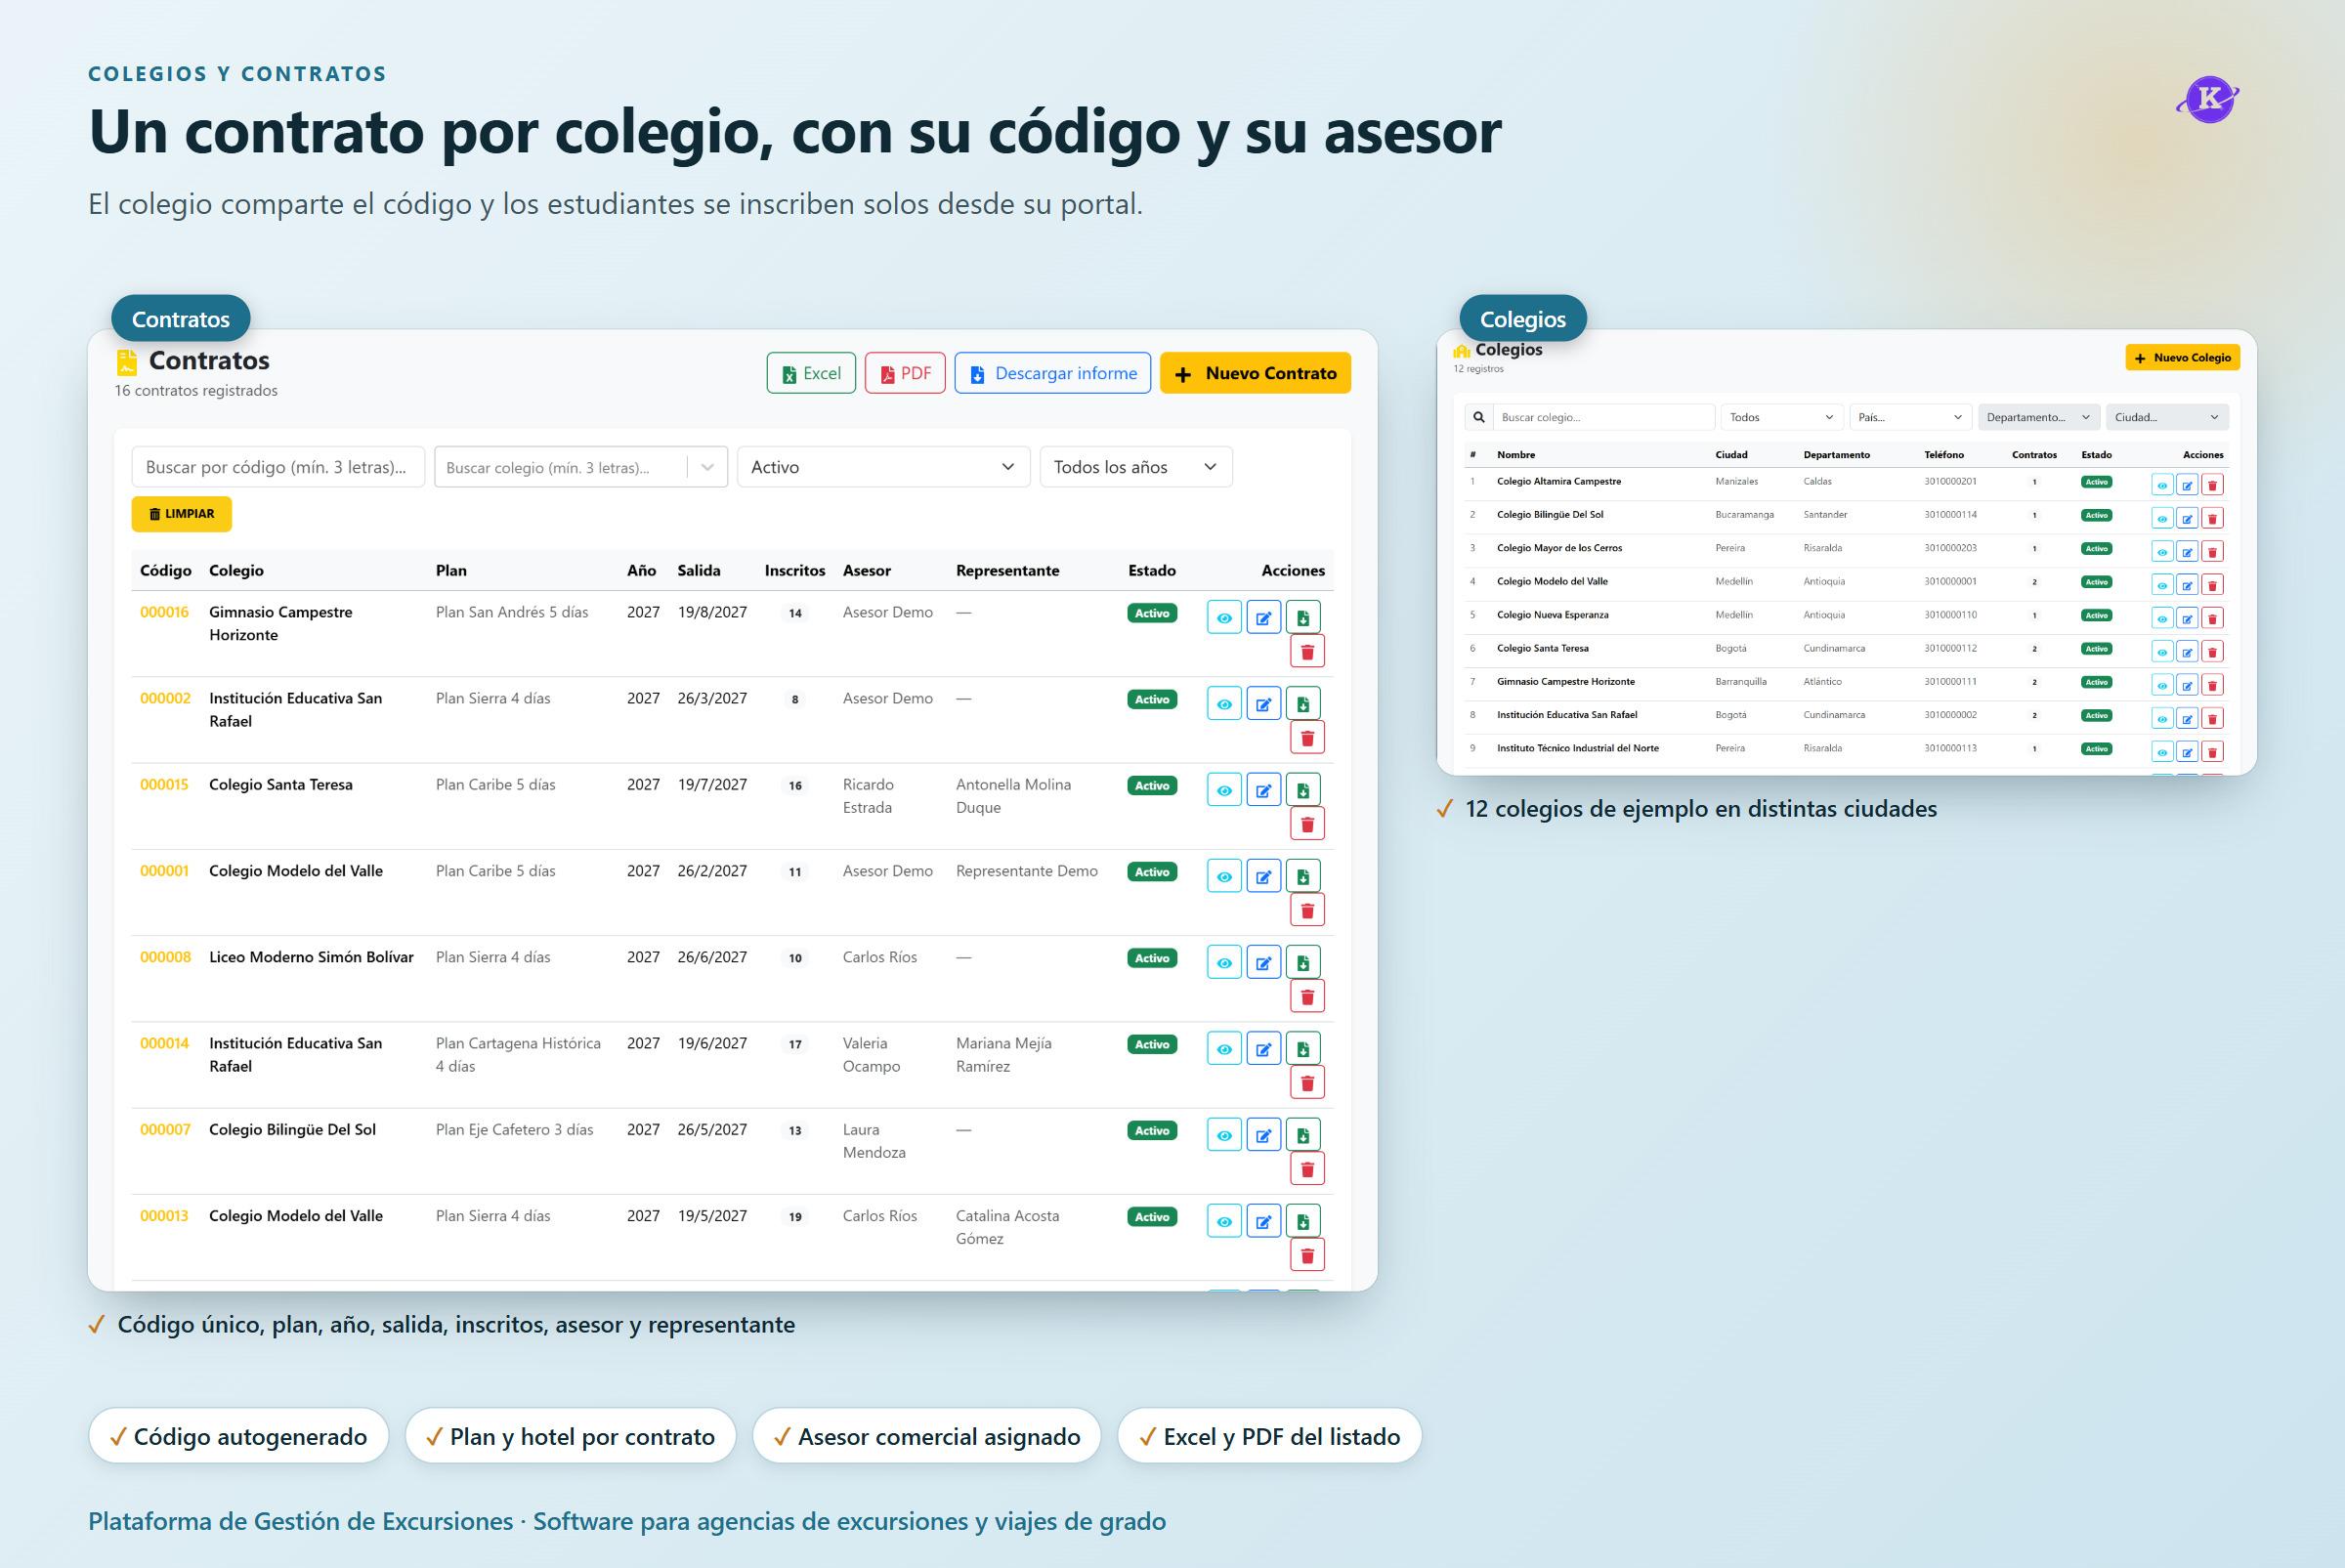 COLEGIOS Y CONTRATOS
Un contrato por colegio, con su código y su asesor
El colegio comparte el código y los estudiantes se inscriben solos desde su portal.
K
Contratos
Contratos
16 contratos registrados
Excel
PDF
Descargar informe
Nuevo Contrato
Buscar por código (mín. 3 letras)...
Buscar colegio (mín. 3 letras)...
Activo
Todos los años
LIMPIAR
Código Colegio Plan Año Salida Inscritos Asesor Representante Estado Acciones
000016 Gimnasio Campestre Plan San Andrés 5 días 2027 19/8/2027 14 Asesor Demo — Activo
Horizonte
000002 Institución Educativa San Plan Sierra 4 días 2027 26/3/2027 8 Asesor Demo — Activo
Rafael
000015 Colegio Santa Teresa Plan Caribe 5 días 2027 19/7/2027 16 Ricardo Antonella Molina Activo
Estrada Duque
000001 Colegio Modelo del Valle Plan Caribe 5 días 2027 26/2/2027 11 Asesor Demo Representante Demo Activo
000008 Liceo Moderno Simón Bolívar Plan Sierra 4 días 2027 26/6/2027 10 Carlos Ríos — Activo
000014 Institución Educativa San Plan Cartagena Histórica 2027 19/6/2027 17 Valeria Mariana Mejía Activo
Rafael 4 días Ocampo Ramírez
000007 Colegio Bilingüe Del Sol Plan Eje Cafetero 3 días 2027 26/5/2027 13 Laura — Activo
Mendoza
000013 Colegio Modelo del Valle Plan Sierra 4 días 2027 19/5/2027 19 Carlos Ríos Catalina Acosta Activo
Gómez
✓ Código único, plan, año, salida, inscritos, asesor y representante
Colegios
Colegios
12 registros
Nuevo Colegio
Buscar colegio...
Todos
País...
Departamento...
Ciudad...
# Nombre Ciudad Departamento Teléfono Contratos Estado Acciones
1 Colegio Altamira Campestre Manizales Caldas 3010000201 1 Activo
2 Colegio Bilingüe Del Sol Bucaramanga Santander 3010000114 1 Activo
3 Colegio Mayor de los Cerros Pereira Risaralda 3010000203 1 Activo
4 Colegio Modelo del Valle Medellín Antioquia 3010000001 2 Activo
5 Colegio Nueva Esperanza Medellín Antioquia 3010000110 1 Activo
6 Colegio Santa Teresa Bogotá Cundinamarca 3010000112 2 Activo
7 Gimnasio Campestre Horizonte Barranquilla Atlántico 3010000111 2 Activo
8 Institución Educativa San Rafael Bogotá Cundinamarca 3010000002 2 Activo
9 Instituto Técnico Industrial del Norte Pereira Risaralda 3010000113 1 Activo
✓ 12 colegios de ejemplo en distintas ciudades
✓ Código autogenerado
✓ Plan y hotel por contrato
✓ Asesor comercial asignado
✓ Excel y PDF del listado
Plataforma de Gestión de Excursiones · Software para agencias de excursiones y viajes de grado